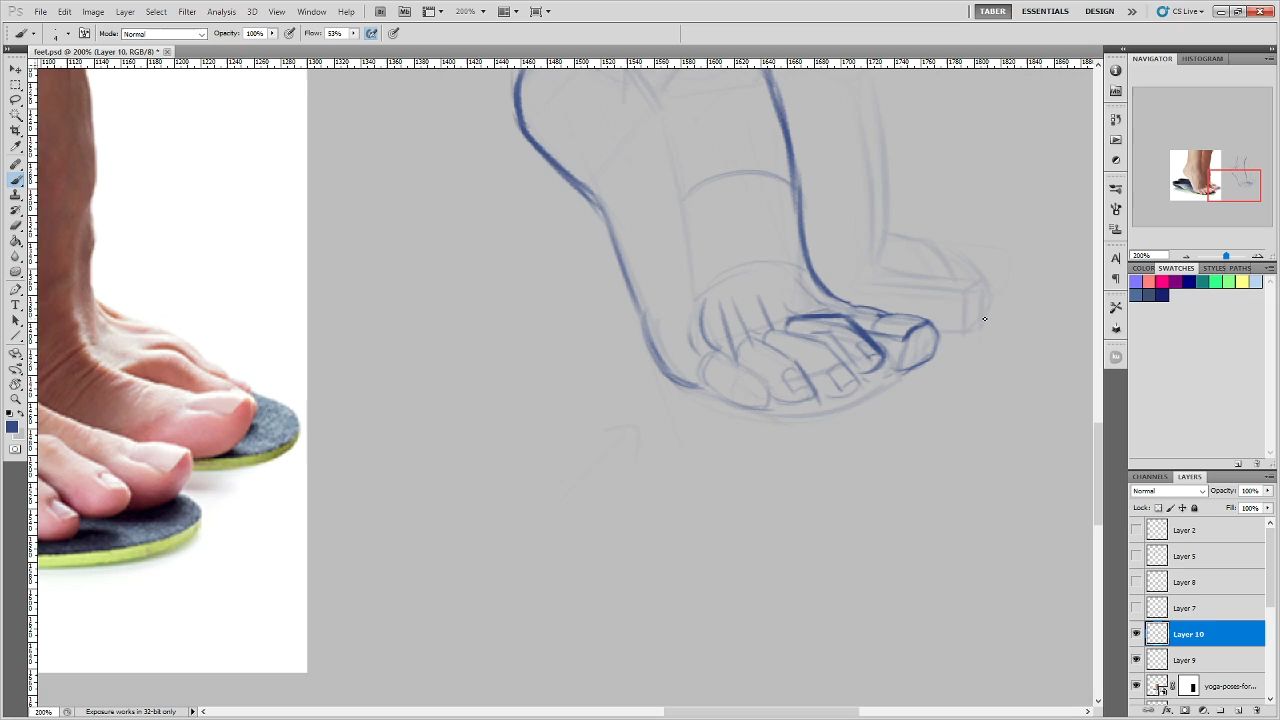 Ps File Edit Image Layer Select Filter Analysis 3D View Window Help Br Mb 200% TABER ESSENTIALS DESIGN CS Live
Mode: Normal Opacity: 100% Flow: 53%
feet.psd @ 200% (Layer 10, RGB/8) *
NAVIGATOR HISTOGRAM
200%
COLOR SWATCHES STYLES PATHS
CHANNELS LAYERS
Normal Opacity: 100%
Lock: Fill: 100%
Layer 2
Layer 5
Layer 8
Layer 7
Layer 10
Layer 9
yoga-poses-for...
200% Exposure works in 32-bit only